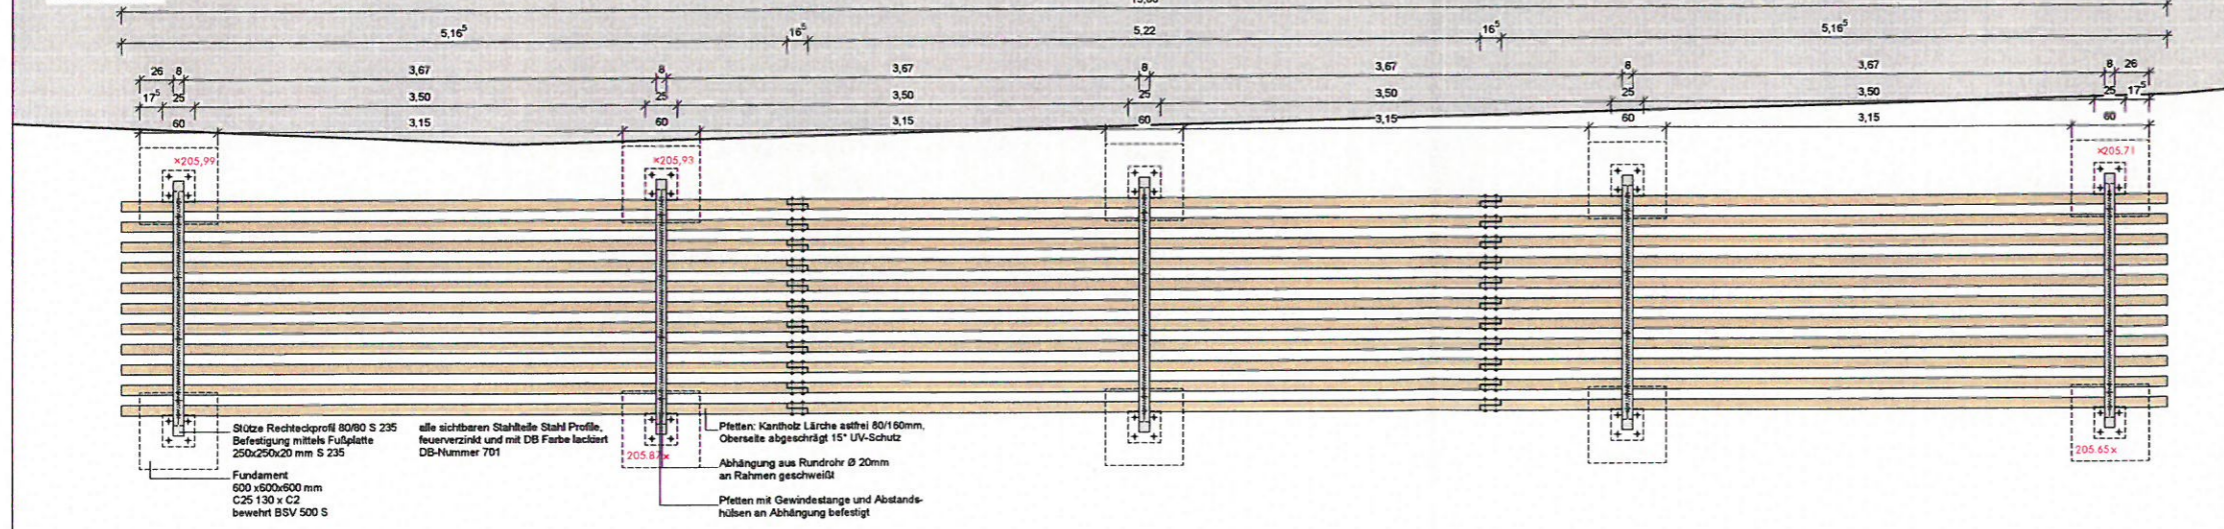 5,16⁵ 16⁵ 5,22 16⁵ 5,16⁵
26 8 3,67 8 3,67 8 3,67 8 3,67 8 26
17⁵ 25 3,50 25 3,50 25 3,50 25 3,50 25 17⁵
60 3,15 60 3,15 60 3,15 60 3,15 60
×205,99 ×205,93 ×205.71
205.87× 205.65×
Stütze Rechteckprofil 80/80 S 235
Befestigung mittels Fußplatte
250x250x20 mm S 235
Fundament
600 x600x600 mm
C25 130 x C2
bewehrt BSV 500 S
alle sichtbaren Stahlteile Stahl Profile,
feuerverzinkt und mit DB Farbe lackiert
DB-Nummer 701
Pfetten: Kantholz Lärche astfrei 80/160mm,
Oberseite abgeschrägt 15° UV-Schutz
Abhängung aus Rundrohr Ø 20mm
an Rahmen geschweißt
Pfetten mit Gewindestange und Abstands-
hülsen an Abhängung befestigt